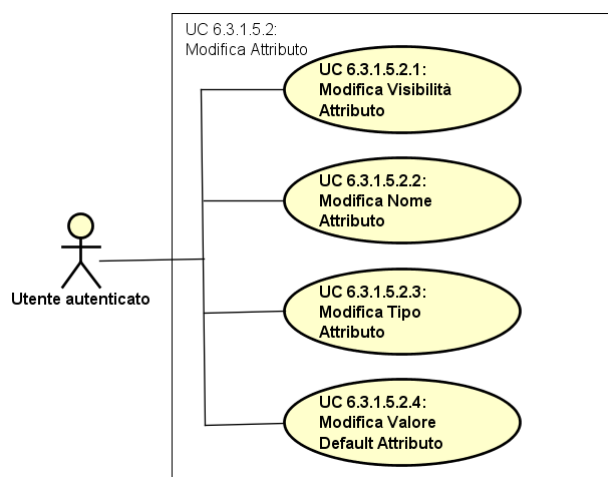 UC 6.3.1.5.2:
Modifica Attributo
UC 6.3.1.5.2.1:
Modifica Visibilità
Attributo
UC 6.3.1.5.2.2:
Modifica Nome
Attributo
Utente autenticato
UC 6.3.1.5.2.3:
Modifica Tipo
Attributo
UC 6.3.1.5.2.4:
Modifica Valore
Default Attributo